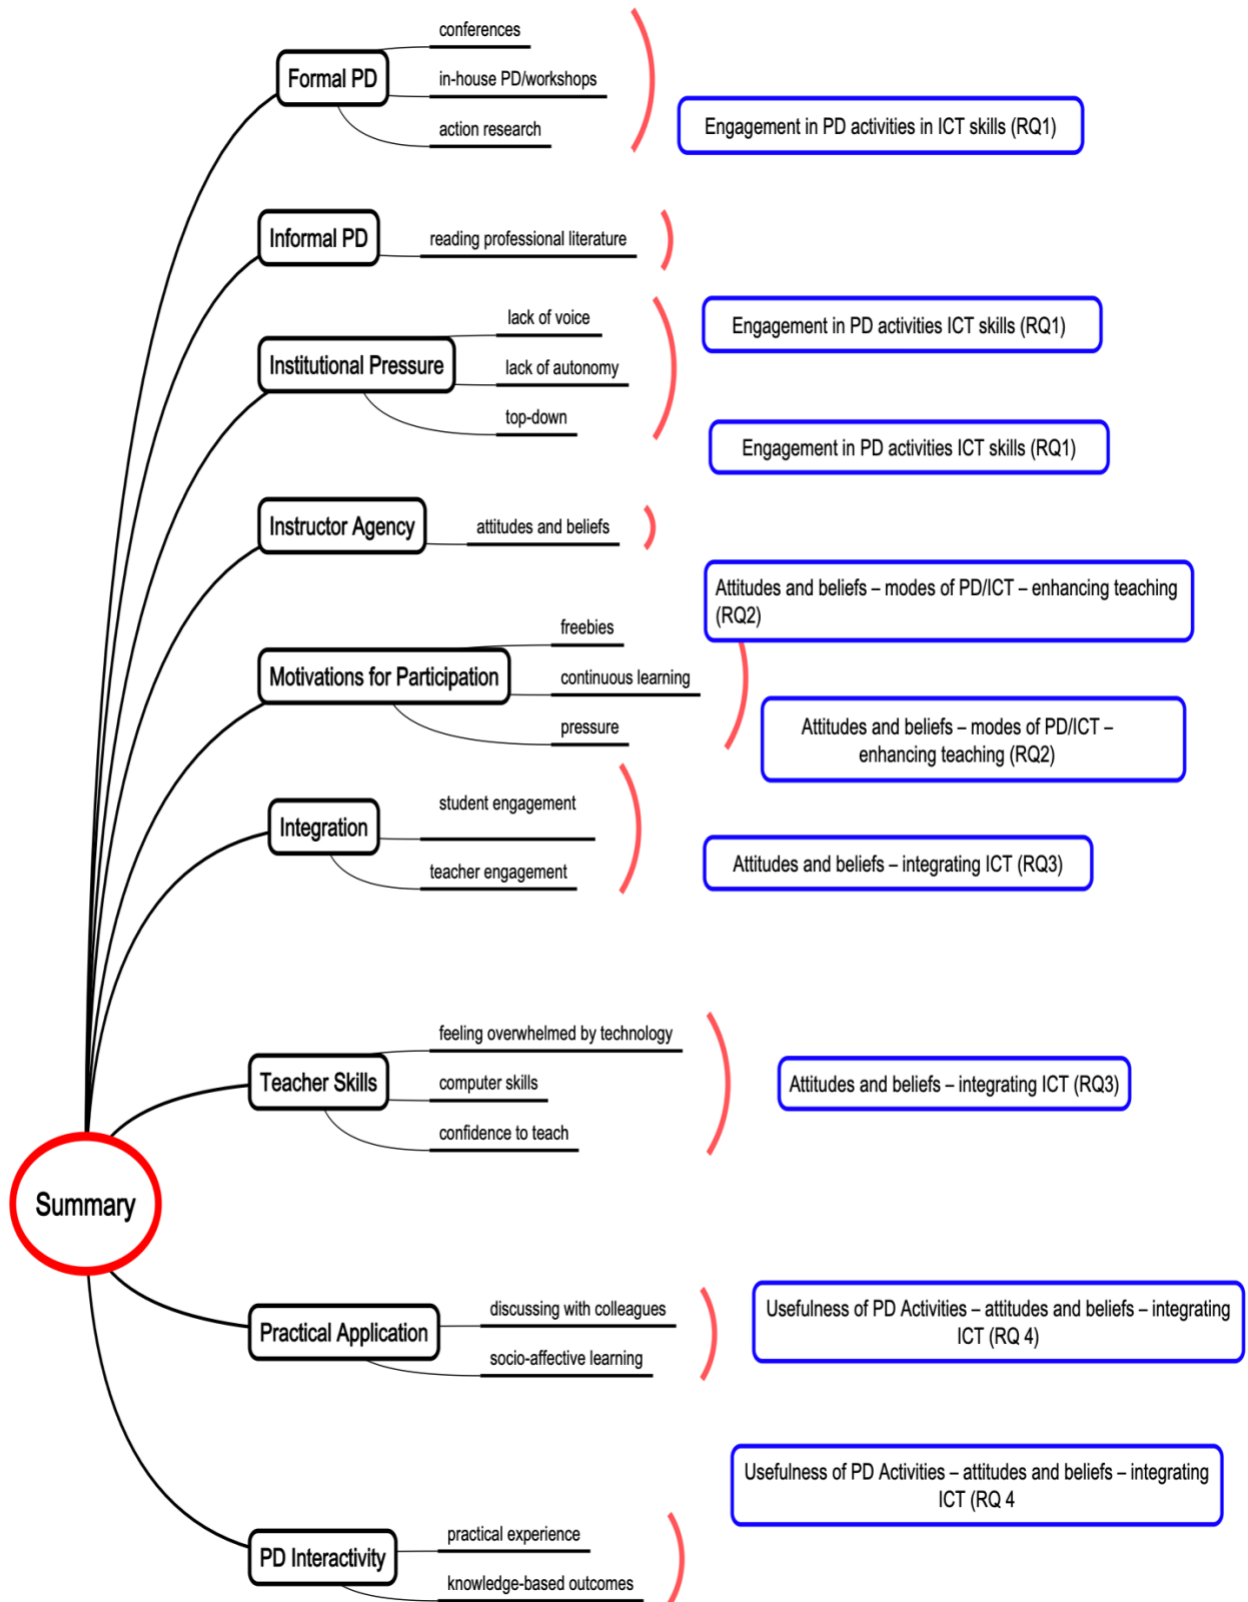 conferences
Formal PD
in-house PD/workshops
action research
Engagement in PD activities in ICT skills (RQ1)
Informal PD
reading professional literature
lack of voice
Institutional Pressure
lack of autonomy
top-down
Engagement in PD activities ICT skills (RQ1)
Engagement in PD activities ICT skills (RQ1)
Instructor Agency
attitudes and beliefs
Attitudes and beliefs – modes of PD/ICT – enhancing teaching
(RQ2)
freebies
Motivations for Participation
continuous learning
pressure
Attitudes and beliefs – modes of PD/ICT –
enhancing teaching (RQ2)
student engagement
Integration
teacher engagement
Attitudes and beliefs – integrating ICT (RQ3)
feeling overwhelmed by technology
Teacher Skills
computer skills
confidence to teach
Attitudes and beliefs – integrating ICT (RQ3)
Summary
discussing with colleagues
Practical Application
socio-affective learning
Usefulness of PD Activities – attitudes and beliefs – integrating
ICT (RQ 4)
Usefulness of PD Activities – attitudes and beliefs – integrating
ICT (RQ 4
practical experience
PD Interactivity
knowledge-based outcomes